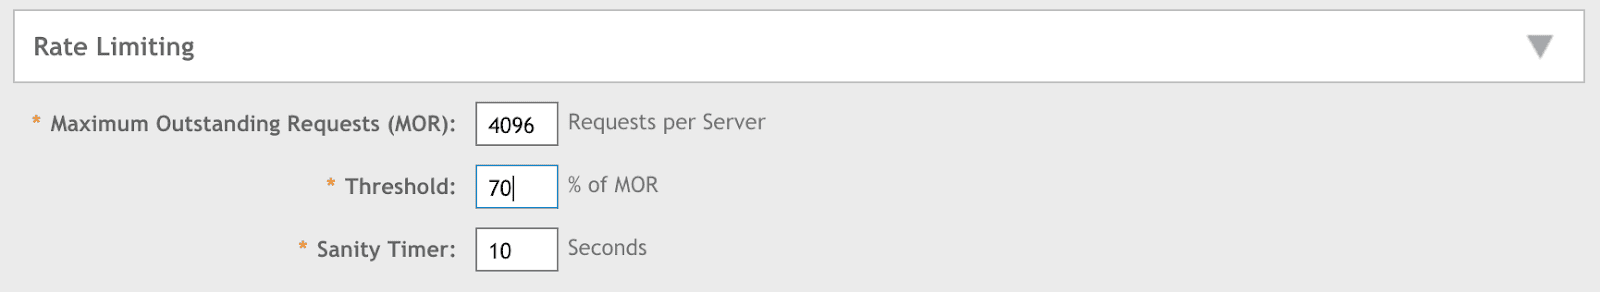 Rate Limiting
* Maximum Outstanding Requests (MOR): 4096 Requests per Server
* Threshold: 70 % of MOR
* Sanity Timer: 10 Seconds